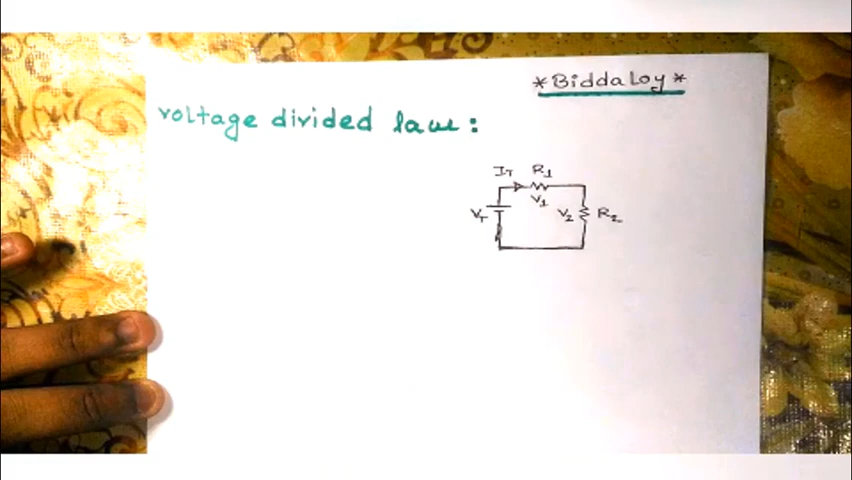 *Biddaloy*
voltage divided law:
IT R1
V1
VT V2 R2